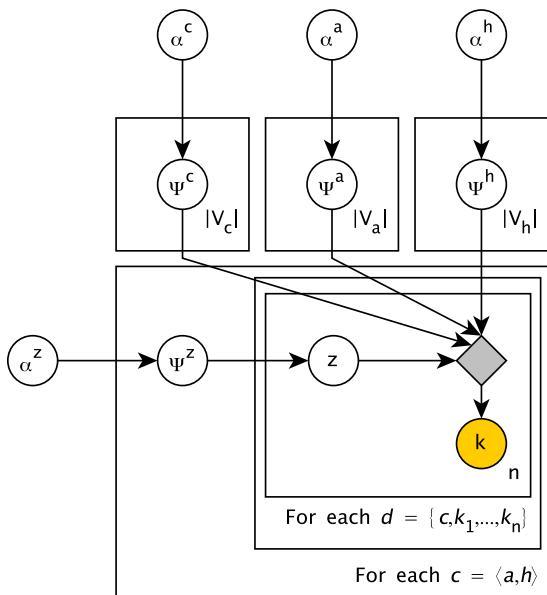 α^c α^a α^h
Ψ^c Ψ^a Ψ^h
|V_c| |V_a| |V_h|
α^z Ψ^z z
k
n
For each d = {c,k_1,...,k_n}
For each c = ⟨a,h⟩